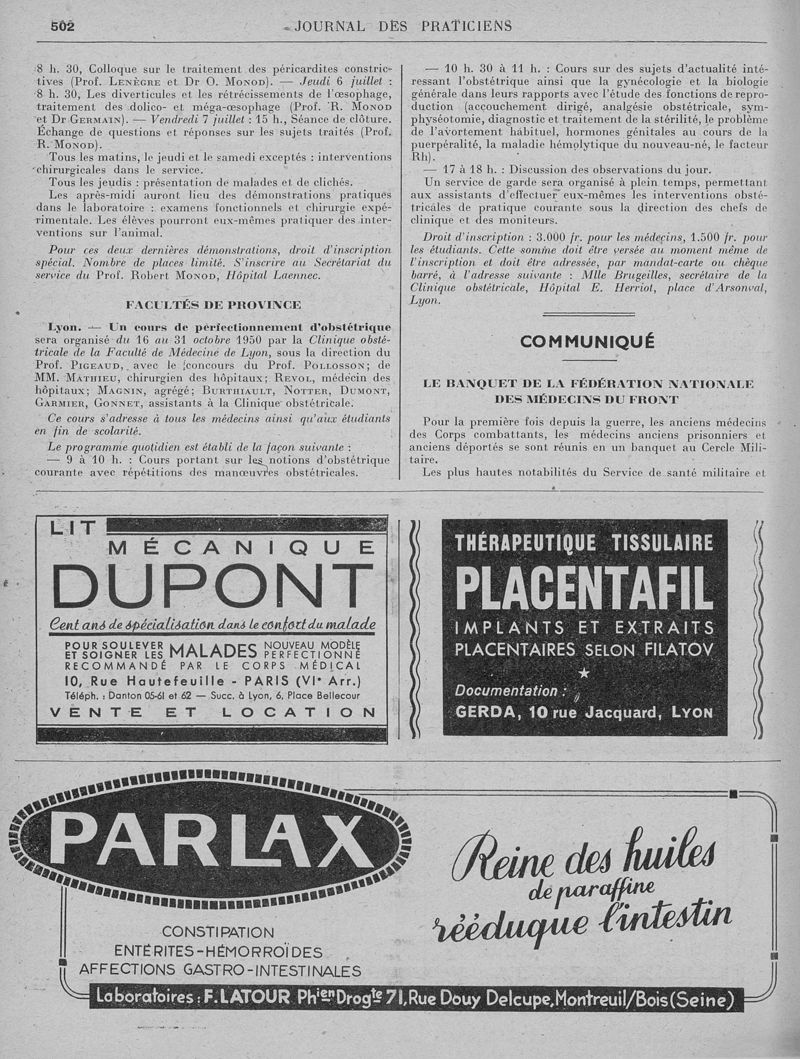 502
JOURNAL DES PRATICIENS
8 h. 30, Colloque sur le traitement des péricardites constric-
tives (Prof. LENÈGRE et Dr O. MONOD). — Jeudi 6 juillet :
8 h. 30, Les diverticules et les rétrécissements de l'œsophage,
traitement des dolico- et méga-œsophage (Prof. R. MONOD
et Dr GERMAIN). — Vendredi 7 juillet : 15 h., Séance de clôture.
Échange de questions et réponses sur les sujets traités (Prof.
R. MONOD).
Tous les matins, le jeudi et le samedi exceptés : interventions
chirurgicales dans le service.
Tous les jeudis : présentation de malades et de clichés.
Les après-midi auront lieu des démonstrations pratiques
dans le laboratoire : examens fonctionnels et chirurgie expé-
rimentale. Les élèves pourront eux-mêmes pratiquer des inter-
ventions sur l'animal.
Pour ces deux dernières démonstrations, droit d'inscription
spécial. Nombre de places limité. S'inscrire au Secrétariat du
service du Prof. Robert MONOD, Hôpital Laennec.
FACULTÉS DE PROVINCE
Lyon. — Un cours de perfectionnement d'obstétrique
sera organisé du 16 au 31 octobre 1950 par la Clinique obsté-
tricale de la Faculté de Médecine de Lyon, sous la direction du
Prof. PIGEAUD, avec le concours du Prof. POLLOSSON; de
MM. MATHIEU, chirurgien des hôpitaux; REVOL, médecin des
hôpitaux; MAGNIN, agrégé; BURTHIAULT, NOTTER, DUMONT,
GARMIER, GONNET, assistants à la Clinique obstétricale.
Ce cours s'adresse à tous les médecins ainsi qu'aux étudiants
en fin de scolarité.
Le programme quotidien est établi de la façon suivante :
— 9 à 10 h. : Cours portant sur les notions d'obstétrique
courante avec répétitions des manœuvres obstétricales.
— 10 h. 30 à 11 h. : Cours sur des sujets d'actualité inté-
ressant l'obstétrique ainsi que la gynécologie et la biologie
générale dans leurs rapports avec l'étude des fonctions de repro-
duction (accouchement dirigé, analgésie obstétricale, sym-
physéotomie, diagnostic et traitement de la stérilité, le problème
de l'avortement habituel, hormones génitales au cours de la
puerpéralité, la maladie hémolytique du nouveau-né, le facteur
Rh).
— 17 à 18 h. : Discussion des observations du jour.
Un service de garde sera organisé à plein temps, permettant
aux assistants d'effectuer eux-mêmes les interventions obsté-
tricales de pratique courante sous la direction des chefs de
clinique et des moniteurs.
Droit d'inscription : 3.000 fr. pour les médecins, 1.500 fr. pour
les étudiants. Cette somme doit être versée au moment même de
l'inscription et doit être adressée, par mandat-carte ou chèque
barré, à l'adresse suivante : Mlle Brugeilles, secrétaire de la
Clinique obstétricale, Hôpital E. Herriot, place d'Arsonval,
Lyon.
COMMUNIQUÉ
LE BANQUET DE LA FÉDÉRATION NATIONALE
DES MÉDECINS DU FRONT
Pour la première fois depuis la guerre, les anciens médecins
des Corps combattants, les médecins anciens prisonniers et
anciens déportés se sont réunis en un banquet au Cercle Mili-
taire.
Les plus hautes notabilités du Service de santé militaire et
LIT
MÉCANIQUE
DUPONT
Cent ans de spécialisation dans le confort du malade
POUR SOULEVER ET SOIGNER LES MALADES NOUVEAU MODÈLE PERFECTIONNÉ
RECOMMANDÉ PAR LE CORPS MÉDICAL
10, Rue Hautefeuille - PARIS (VIe Arr.)
Téléph. : Danton 05-61 et 62 — Succ. à Lyon, 6, Place Bellecour
VENTE ET LOCATION
THÉRAPEUTIQUE TISSULAIRE
PLACENTAFIL
IMPLANTS ET EXTRAITS
PLACENTAIRES SELON FILATOV
Documentation :
GERDA, 10 rue Jacquard, LYON
PARLAX
Reine des huiles
de paraffine
rééduque l'intestin
CONSTIPATION
ENTÉRITES-HÉMORROÏDES
AFFECTIONS GASTRO-INTESTINALES
Laboratoires : F. LATOUR Phien Drogte 71, Rue Douy Delcupe, Montreuil/Bois (Seine)